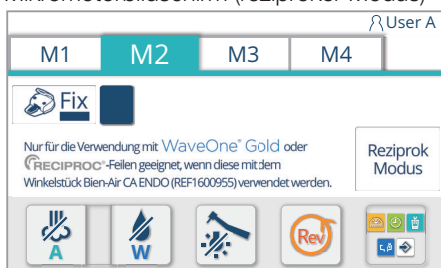 User A
M1 M2 M3 M4
Fix
Nur für die Verwendung mit WaveOne® Gold oder
RECIPROC®-Feilen geeignet, wenn diese mit dem
Winkelstück Bien-Air CA ENDO (REF1600955) verwendet werden.
Reziprok
Modus
A W Rev